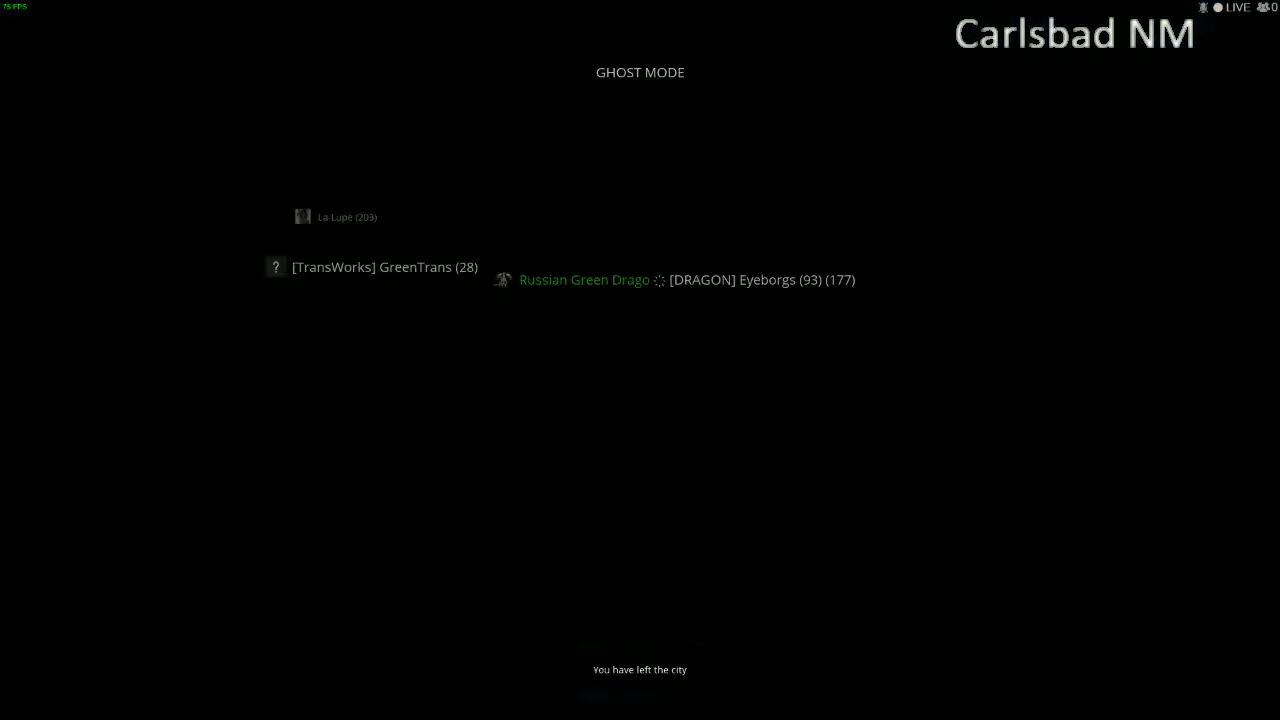 75 FPS
LIVE 0
Carlsbad NM
GHOST MODE
La-Lupe (203)
? [TransWorks] GreenTrans (28)
Russian Green Drago [DRAGON] Eyeborgs (93) (177)
You have left the city